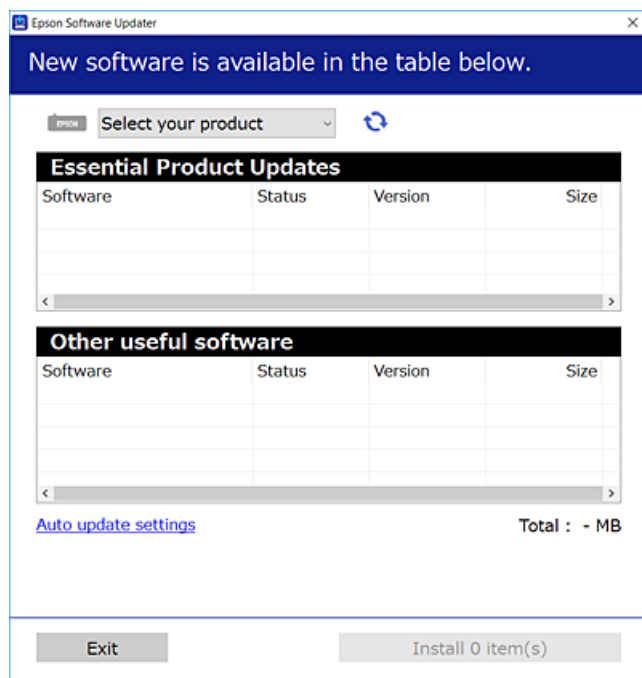 Epson Software Updater
New software is available in the table below.
EPSON Select your product
Essential Product Updates
Software Status Version Size
Other useful software
Software Status Version Size
Auto update settings Total : - MB
Exit Install 0 item(s)